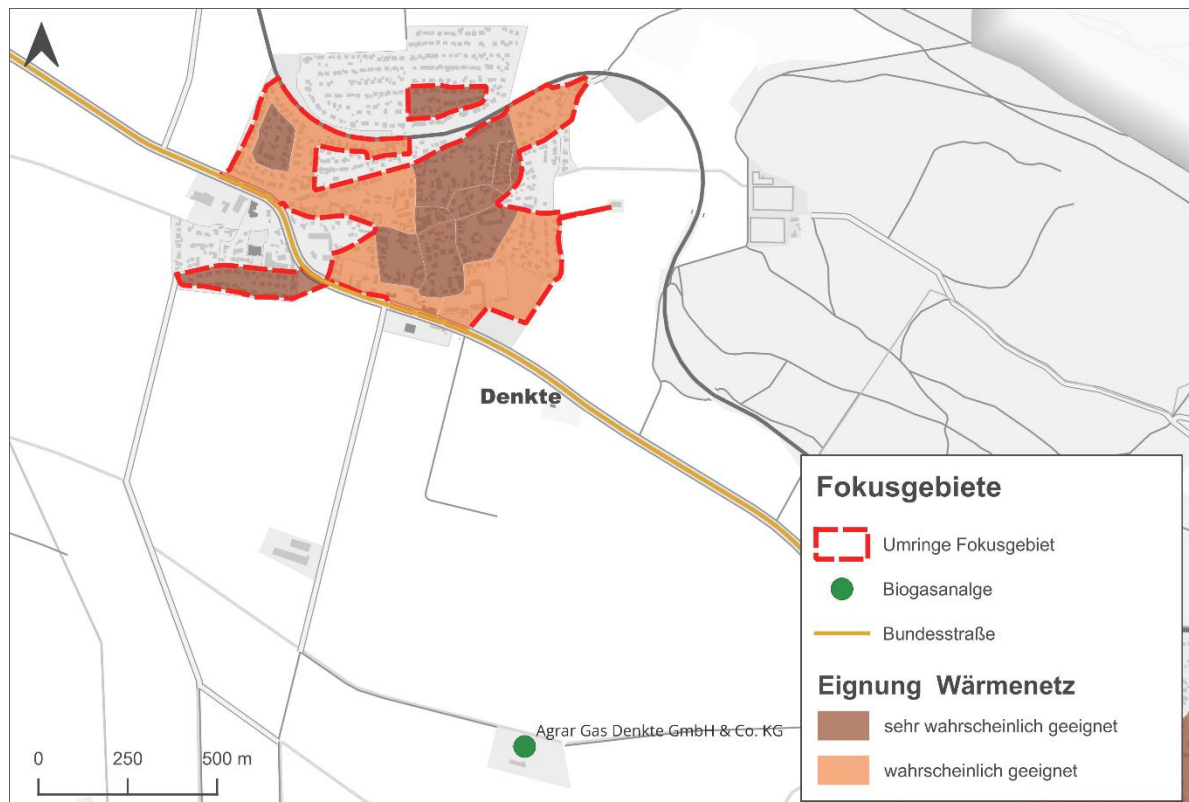 Denkte
Fokusgebiete
Umringe Fokusgebiet
Biogasanalge
Bundesstraße
Eignung Wärmenetz
sehr wahrscheinlich geeignet
wahrscheinlich geeignet
Agrar Gas Denkte GmbH & Co. KG
0 250 500 m